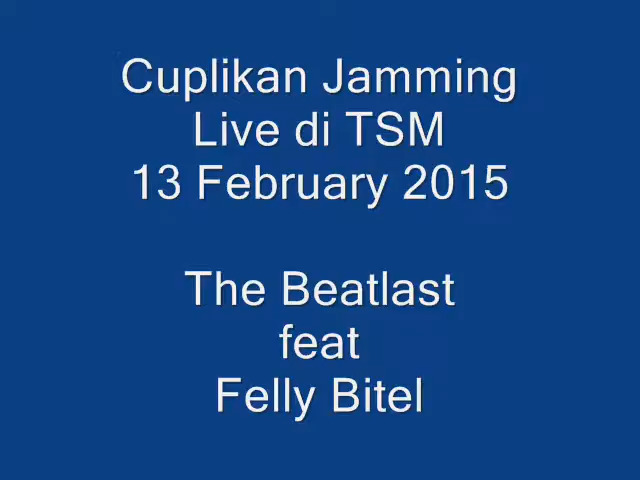 Cuplikan Jamming
Live di TSM
13 February 2015
The Beatlast
feat
Felly Bitel